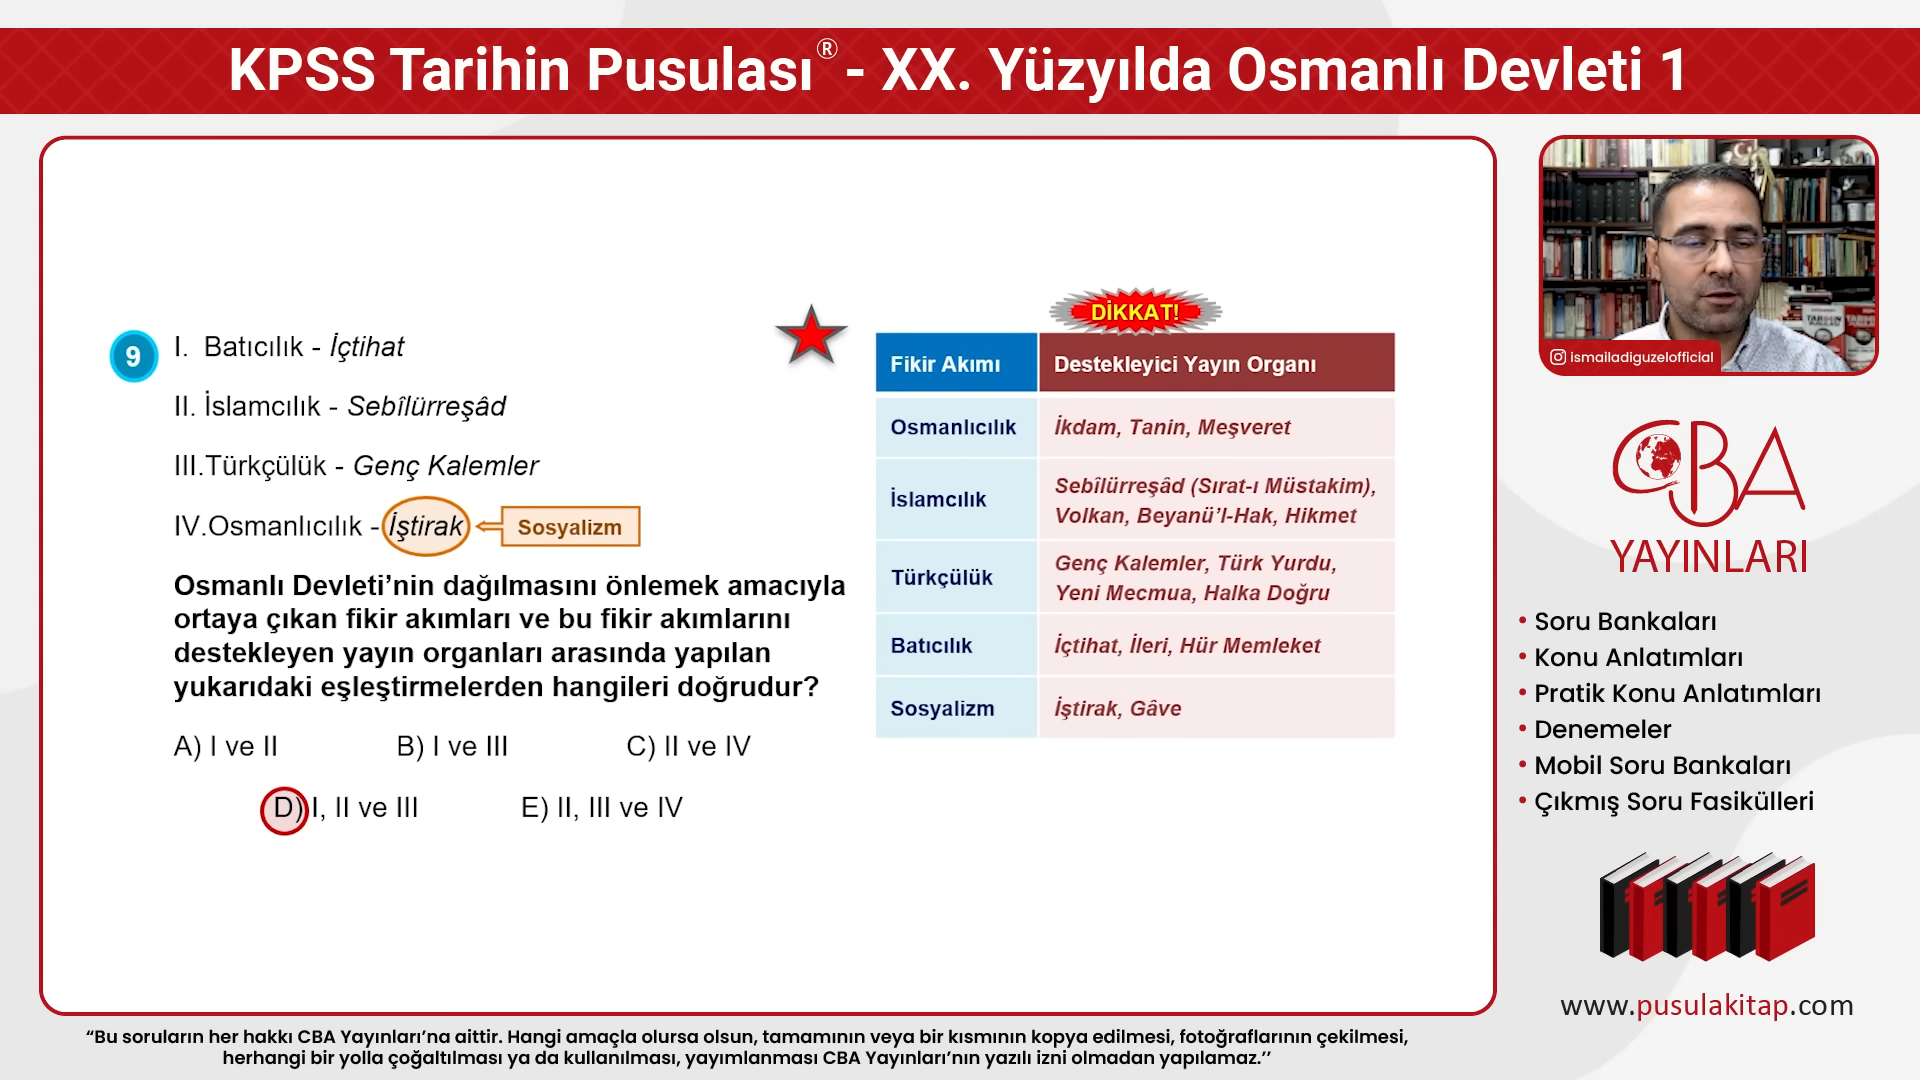 KPSS Tarihin Pusulası® - XX. Yüzyılda Osmanlı Devleti 1
9
I. Batıcılık - İçtihat
II. İslamcılık - Sebîlürreşâd
III.Türkçülük - Genç Kalemler
IV.Osmanlıcılık - İştirak
Sosyalizm
Osmanlı Devleti’nin dağılmasını önlemek amacıyla
ortaya çıkan fikir akımları ve bu fikir akımlarını
destekleyen yayın organları arasında yapılan
yukarıdaki eşleştirmelerden hangileri doğrudur?
A) I ve II B) I ve III C) II ve IV
D) I, II ve III E) II, III ve IV
DİKKAT!
Fikir Akımı Destekleyici Yayın Organı
Osmanlıcılık İkdam, Tanin, Meşveret
İslamcılık Sebîlürreşâd (Sırat-ı Müstakim),
Volkan, Beyanü’l-Hak, Hikmet
Türkçülük Genç Kalemler, Türk Yurdu,
Yeni Mecmua, Halka Doğru
Batıcılık İçtihat, İleri, Hür Memleket
Sosyalizm İştirak, Gâve
ismailadiguzelofficial
CBA
YAYINLARI
• Soru Bankaları
• Konu Anlatımları
• Pratik Konu Anlatımları
• Denemeler
• Mobil Soru Bankaları
• Çıkmış Soru Fasikülleri
www.pusulakitap.com
“Bu soruların her hakkı CBA Yayınları’na aittir. Hangi amaçla olursa olsun, tamamının veya bir kısmının kopya edilmesi, fotoğraflarının çekilmesi,
herhangi bir yolla çoğaltılması ya da kullanılması, yayımlanması CBA Yayınları’nın yazılı izni olmadan yapılamaz.’’